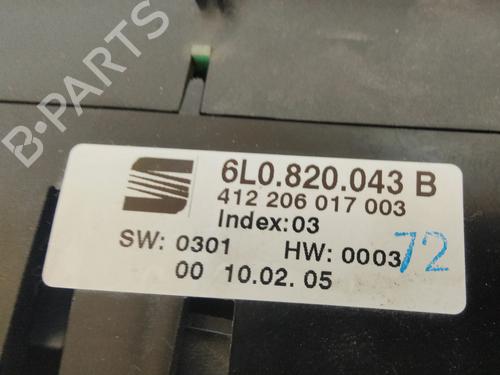 B-PARTS
6L0.820.043 B
412 206 017 003
Index:03
SW: 0301 HW: 0003 72
00 10.02.05